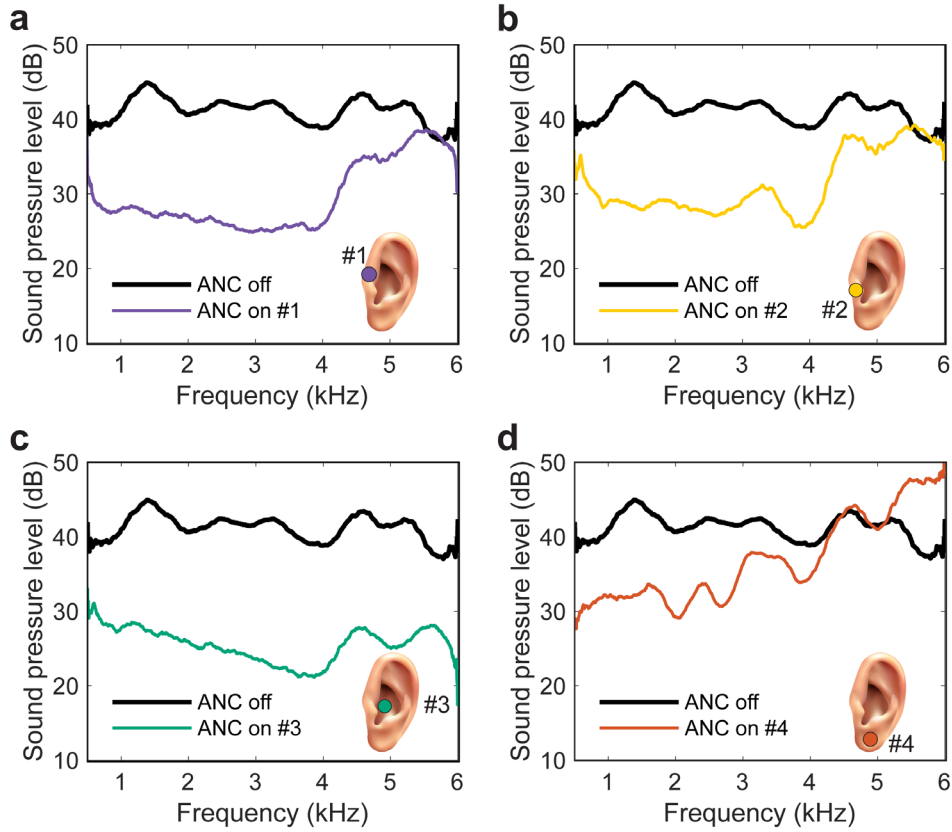 a
50
40
30
20
10
Sound pressure level (dB)
#1
ANC off
ANC on #1
1 2 3 4 5 6
Frequency (kHz)
b
50
40
30
20
10
Sound pressure level (dB)
ANC off
ANC on #2
#2
1 2 3 4 5 6
Frequency (kHz)
c
50
40
30
20
10
Sound pressure level (dB)
ANC off
ANC on #3
#3
1 2 3 4 5 6
Frequency (kHz)
d
50
40
30
20
10
Sound pressure level (dB)
ANC off
ANC on #4
#4
1 2 3 4 5 6
Frequency (kHz)